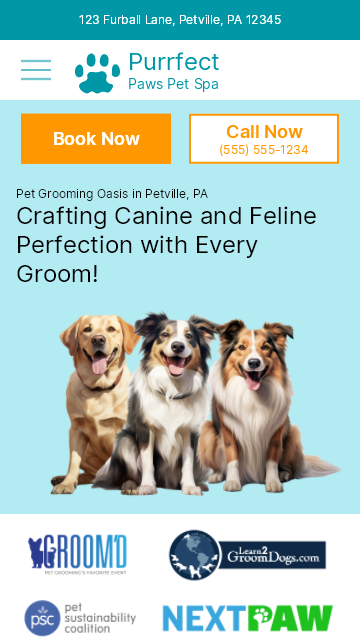 123 Furball Lane, Petville, PA 12345
Purrfect
Paws Pet Spa
Book Now
Call Now
(555) 555-1234
Pet Grooming Oasis in Petville, PA
Crafting Canine and Feline
Perfection with Every
Groom!
GROOM'D
PET GROOMING'S FAVORITE EVENT
Learn2
GroomDogs.com
psc
pet
sustainability
coalition
NEXTPAW